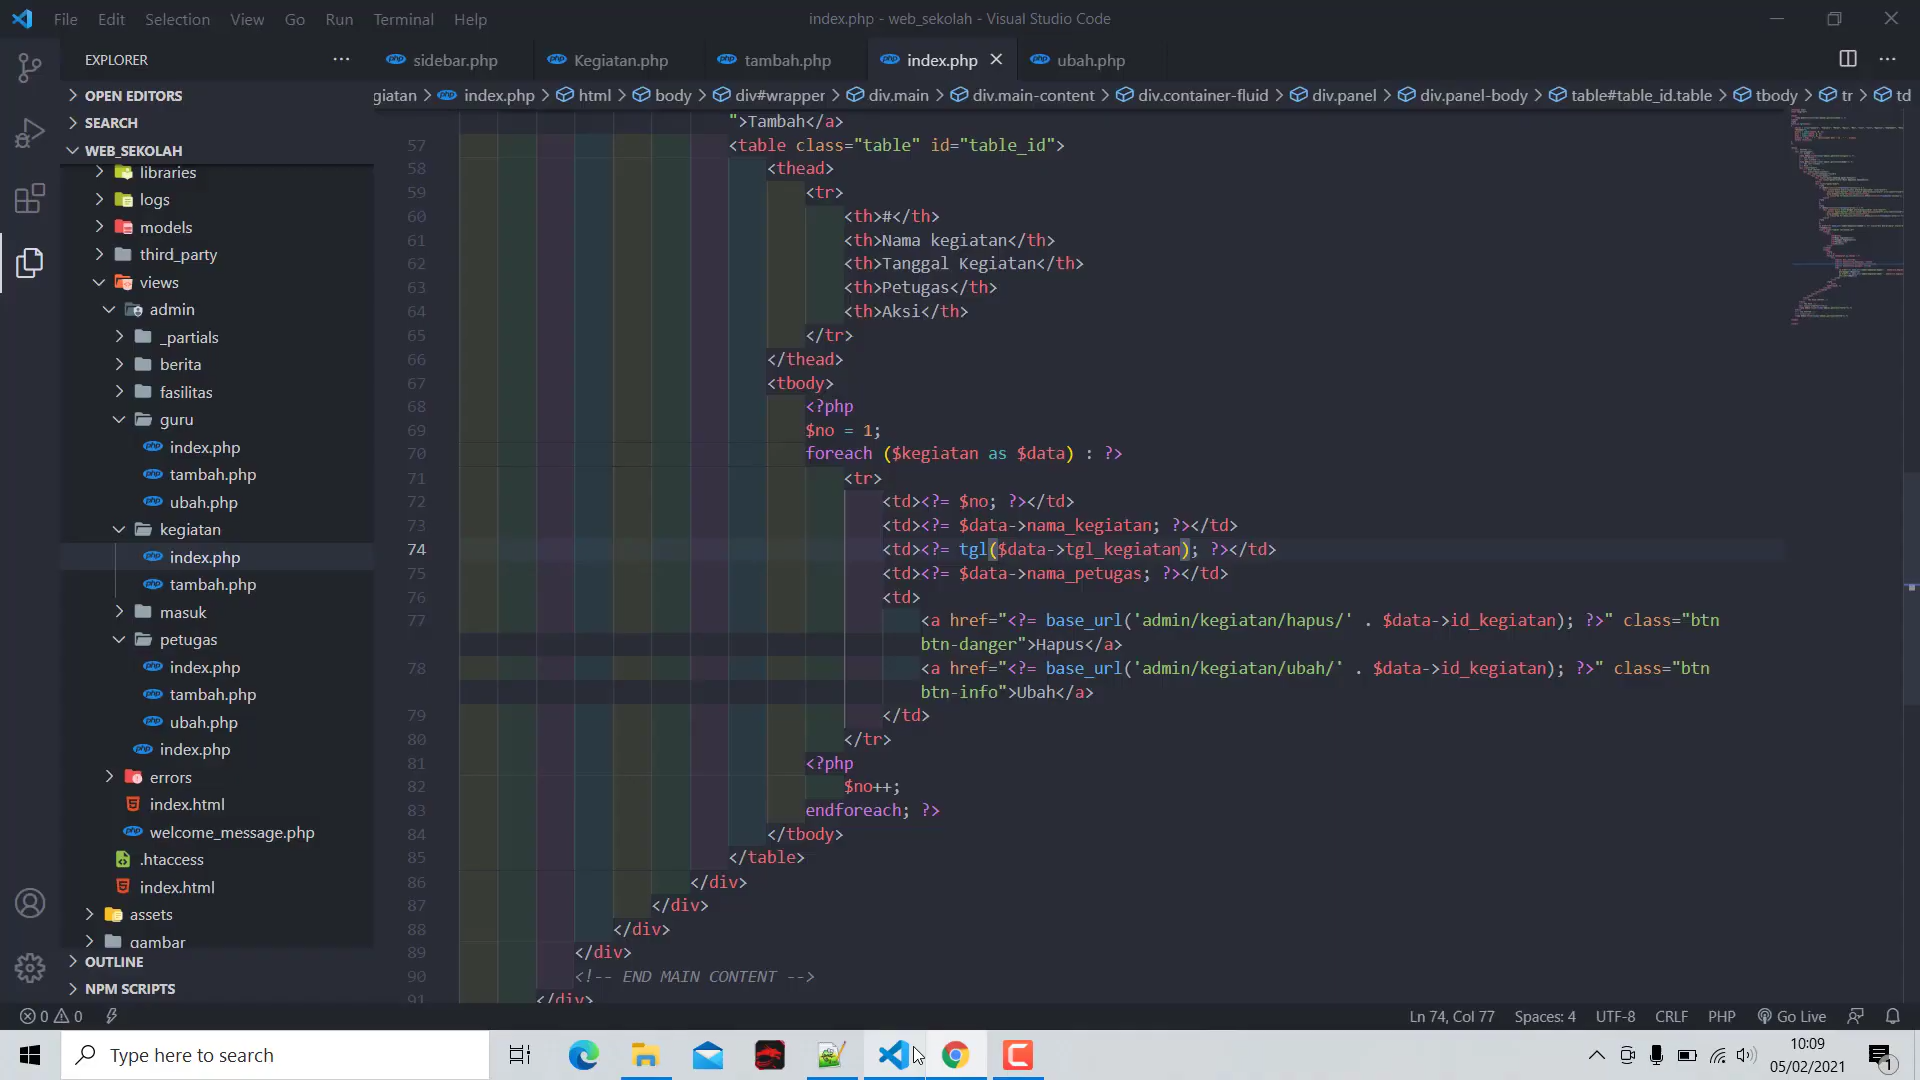 File Edit Selection View Go Run Terminal Help
index.php - web_sekolah - Visual Studio Code
EXPLORER
sidebar.php
Kegiatan.php
tambah.php
index.php
ubah.php
OPEN EDITORS
SEARCH
WEB_SEKOLAH
libraries
logs
models
third_party
views
admin
_partials
berita
fasilitas
guru
index.php
tambah.php
ubah.php
kegiatan
index.php
tambah.php
masuk
petugas
index.php
tambah.php
ubah.php
index.php
errors
index.html
welcome_message.php
.htaccess
index.html
assets
gambar
OUTLINE
NPM SCRIPTS
giatan > index.php > html > body > div#wrapper > div.main > div.main-content > div.container-fluid > div.panel > div.panel-body > table#table_id.table > tbody > tr > td
">Tambah</a>
57 <table class="table" id="table_id">
58 <thead>
59 <tr>
60 <th>#</th>
61 <th>Nama kegiatan</th>
62 <th>Tanggal Kegiatan</th>
63 <th>Petugas</th>
64 <th>Aksi</th>
65 </tr>
66 </thead>
67 <tbody>
68 <?php
69 $no = 1;
70 foreach ($kegiatan as $data) : ?>
71 <tr>
72 <td><?= $no; ?></td>
73 <td><?= $data->nama_kegiatan; ?></td>
74 <td><?= tgl($data->tgl_kegiatan); ?></td>
75 <td><?= $data->nama_petugas; ?></td>
76 <td>
77 <a href="<?= base_url('admin/kegiatan/hapus/' . $data->id_kegiatan); ?>" class="btn
btn-danger">Hapus</a>
78 <a href="<?= base_url('admin/kegiatan/ubah/' . $data->id_kegiatan); ?>" class="btn
btn-info">Ubah</a>
79 </td>
80 </tr>
81 <?php
82 $no++;
83 endforeach; ?>
84 </tbody>
85 </table>
86 </div>
87 </div>
88 </div>
89 </div>
90 <!-- END MAIN CONTENT -->
91 </div>
0 0
Ln 74, Col 77 Spaces: 4 UTF-8 CRLF PHP Go Live
Type here to search
10:09
05/02/2021
1